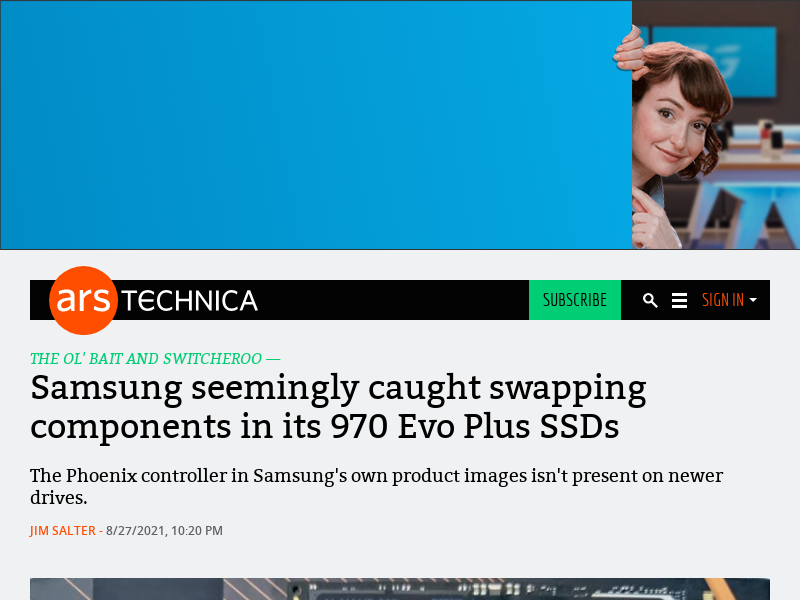 ars TECHNICA
SUBSCRIBE
SIGN IN
THE OL' BAIT AND SWITCHEROO —
Samsung seemingly caught swapping
components in its 970 Evo Plus SSDs
The Phoenix controller in Samsung's own product images isn't present on newer
drives.
JIM SALTER - 8/27/2021, 10:20 PM